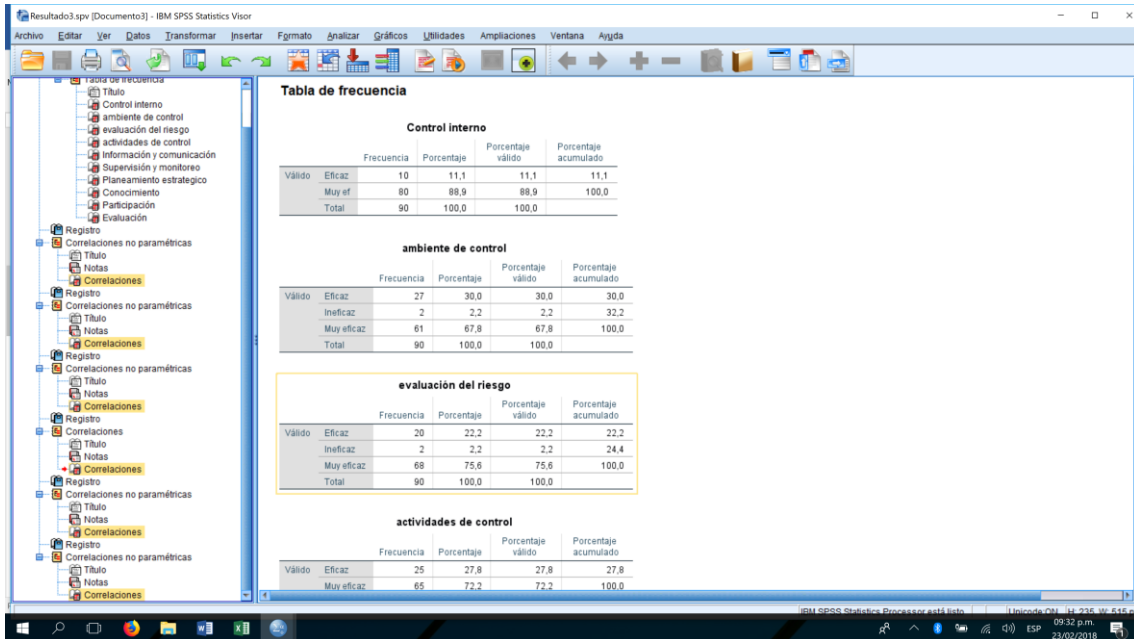 Resultado3.spv [Documento3] - IBM SPSS Statistics Visor
Archivo Editar Ver Datos Transformar Insertar Formato Analizar Gráficos Utilidades Ampliaciones Ventana Ayuda
Tabla de frecuencia
Título
Control interno
ambiente de control
evaluación del riesgo
actividades de control
Información y comunicación
Supervisión y monitoreo
Planeamiento estrategico
Conocimiento
Participación
Evaluación
Registro
Correlaciones no paramétricas
Título
Notas
Correlaciones
Registro
Correlaciones no paramétricas
Título
Notas
Correlaciones
Registro
Correlaciones no paramétricas
Título
Notas
Correlaciones
Registro
Correlaciones
Título
Notas
Correlaciones
Registro
Correlaciones no paramétricas
Título
Notas
Correlaciones
Registro
Correlaciones no paramétricas
Título
Notas
Correlaciones
Tabla de frecuencia
Control interno
Frecuencia Porcentaje Porcentaje válido Porcentaje acumulado
Válido Eficaz 10 11,1 11,1 11,1
Muy ef 80 88,9 88,9 100,0
Total 90 100,0 100,0
ambiente de control
Frecuencia Porcentaje Porcentaje válido Porcentaje acumulado
Válido Eficaz 27 30,0 30,0 30,0
Ineficaz 2 2,2 2,2 32,2
Muy eficaz 61 67,8 67,8 100,0
Total 90 100,0 100,0
evaluación del riesgo
Frecuencia Porcentaje Porcentaje válido Porcentaje acumulado
Válido Eficaz 20 22,2 22,2 22,2
Ineficaz 2 2,2 2,2 24,4
Muy eficaz 68 75,6 75,6 100,0
Total 90 100,0 100,0
actividades de control
Frecuencia Porcentaje Porcentaje válido Porcentaje acumulado
Válido Eficaz 25 27,8 27,8 27,8
Muy eficaz 65 72,2 72,2 100,0
IBM SPSS Statistics Processor está listo Unicode:ON H: 235, W: 515 p
ESP 09:32 p.m.
23/02/2018